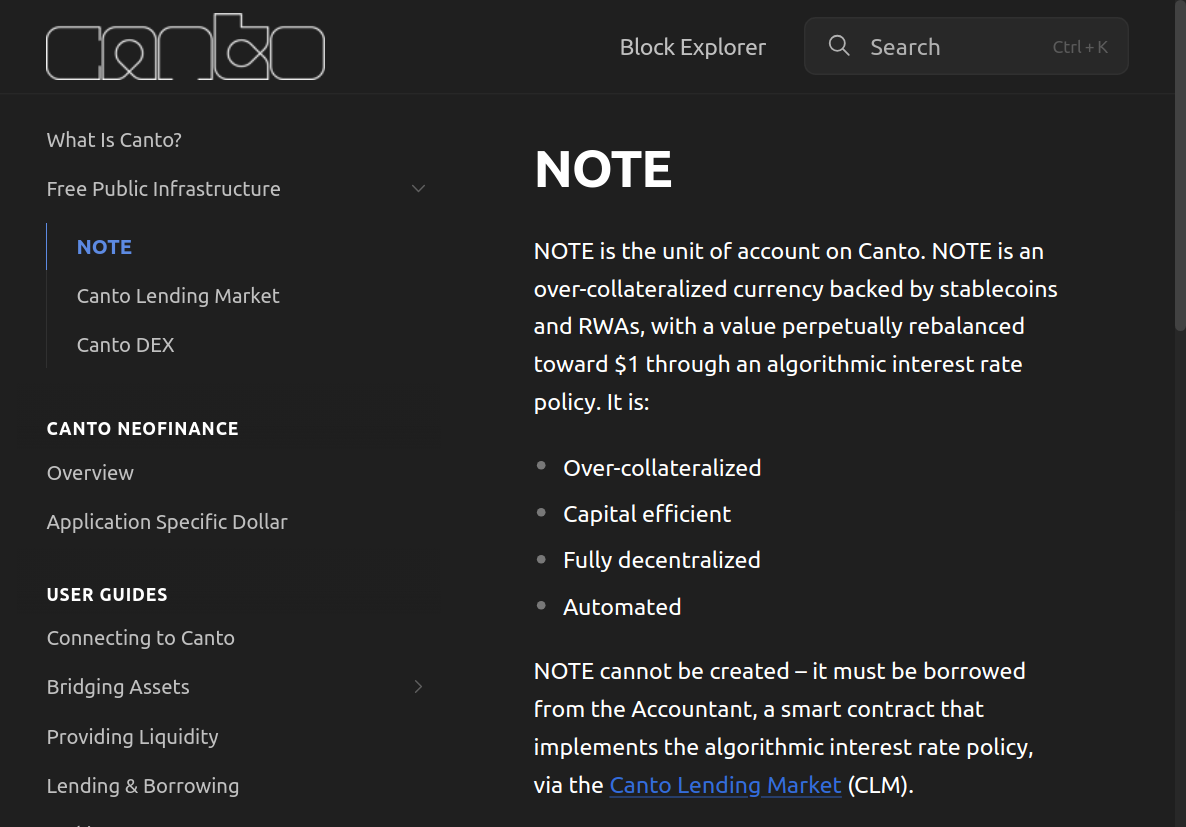 canto
Block Explorer
Search
Ctrl + K
What Is Canto?
Free Public Infrastructure
NOTE
Canto Lending Market
Canto DEX
CANTO NEOFINANCE
Overview
Application Specific Dollar
USER GUIDES
Connecting to Canto
Bridging Assets
Providing Liquidity
Lending & Borrowing
NOTE
NOTE is the unit of account on Canto. NOTE is an
over-collateralized currency backed by stablecoins
and RWAs, with a value perpetually rebalanced
toward $1 through an algorithmic interest rate
policy. It is:
Over-collateralized
Capital efficient
Fully decentralized
Automated
NOTE cannot be created – it must be borrowed
from the Accountant, a smart contract that
implements the algorithmic interest rate policy,
via the Canto Lending Market (CLM).